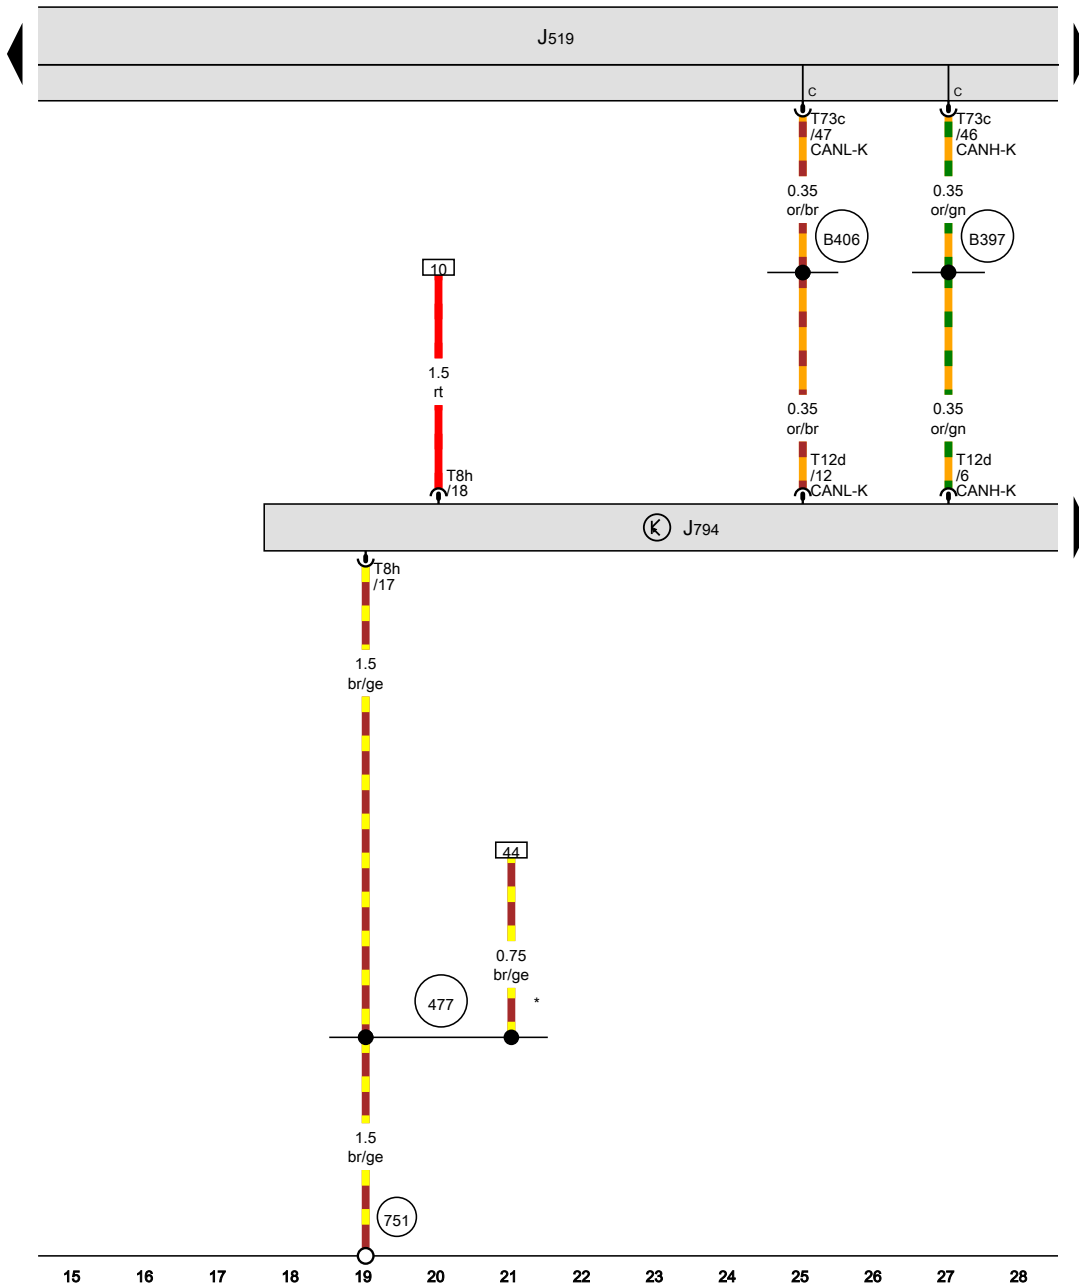 J519
C
C
T73c
/47
CANL-K
T73c
/46
CANH-K
0.35
or/br
0.35
or/gn
B406
B397
10
1.5
rt
0.35
or/br
0.35
or/gn
T8h
/18
T12d
/12
CANL-K
T12d
/6
CANH-K
K J794
T8h
/17
1.5
br/ge
44
0.75
br/ge
477
*
1.5
br/ge
751
15 16 17 18 19 20 21 22 23 24 25 26 27 28